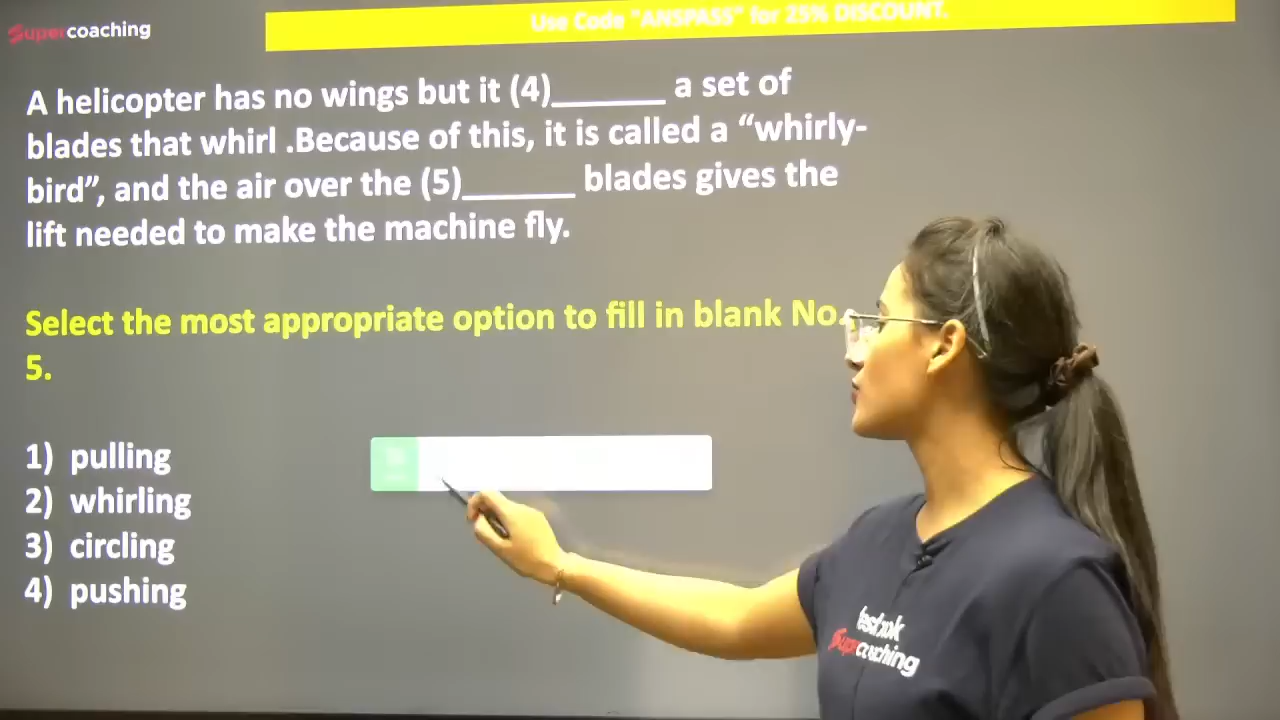 Supercoaching
Use Code "ANSPASS" for 25% DISCOUNT.
A helicopter has no wings but it (4)______ a set of
blades that whirl .Because of this, it is called a “whirly-
bird”, and the air over the (5)______ blades gives the
lift needed to make the machine fly.
Select the most appropriate option to fill in blank No.
5.
1) pulling
2) whirling
3) circling
4) pushing
testbook
Supercoaching